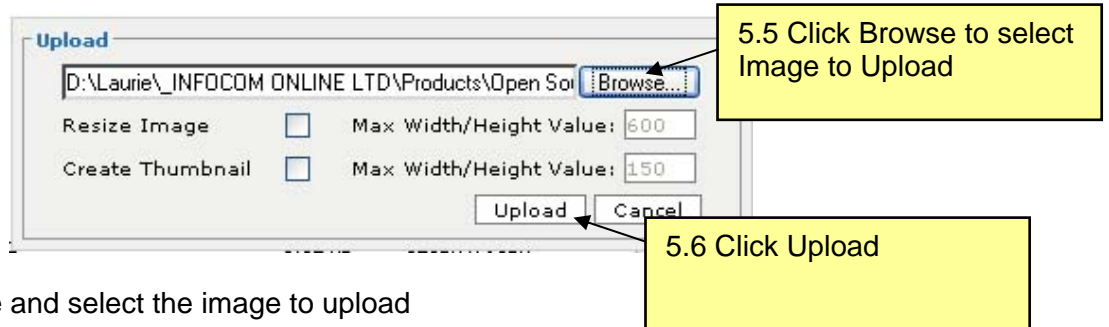 Upload
5.5 Click Browse to select
Image to Upload
D:\Laurie\_INFOCOM ONLINE LTD\Products\Open Sou Browse...
Resize Image Max Width/Height Value: 600
Create Thumbnail Max Width/Height Value: 150
Upload Cancel
5.6 Click Upload
and select the image to upload